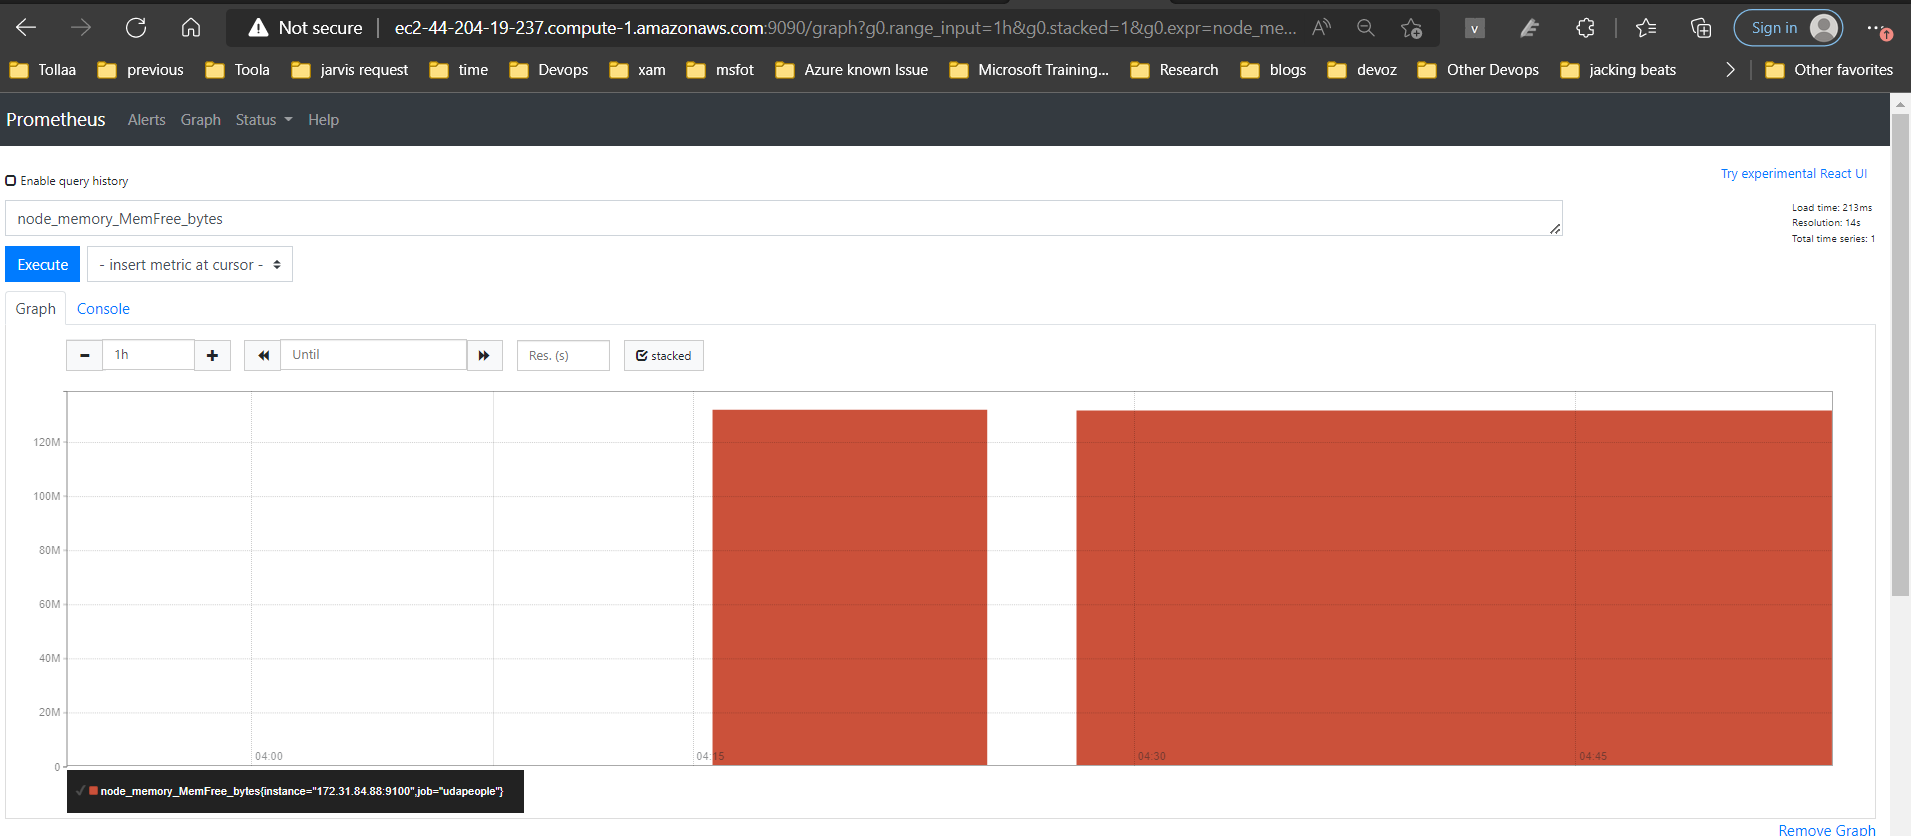 Not secure ec2-44-204-19-237.compute-1.amazonaws.com:9090/graph?g0.range_input=1h&g0.stacked=1&g0.expr=node_me... A Sign in
Tollaa previous Toola jarvis request time Devops xam msfot Azure known Issue Microsoft Training... Research blogs devoz Other Devops jacking beats Other favorites
Prometheus Alerts Graph Status Help
Enable query history
Try experimental React UI
node_memory_MemFree_bytes
Load time: 213ms
Resolution: 14s
Total time series: 1
Execute - insert metric at cursor -
Graph Console
1h Until Res. (s) stacked
120M
100M
80M
60M
40M
20M
0
04:00 04:15 04:30 04:45
node_memory_MemFree_bytes{instance="172.31.84.88:9100",job="udapeople"}
Remove Graph